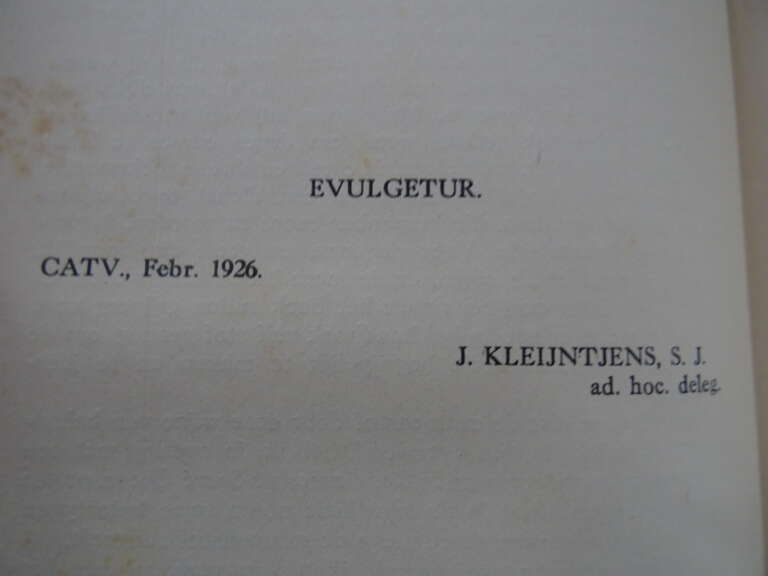 EVULGETUR.
CATV., Febr. 1926.
J. KLEIJNTJENS, S. J.
ad. hoc. deleg.